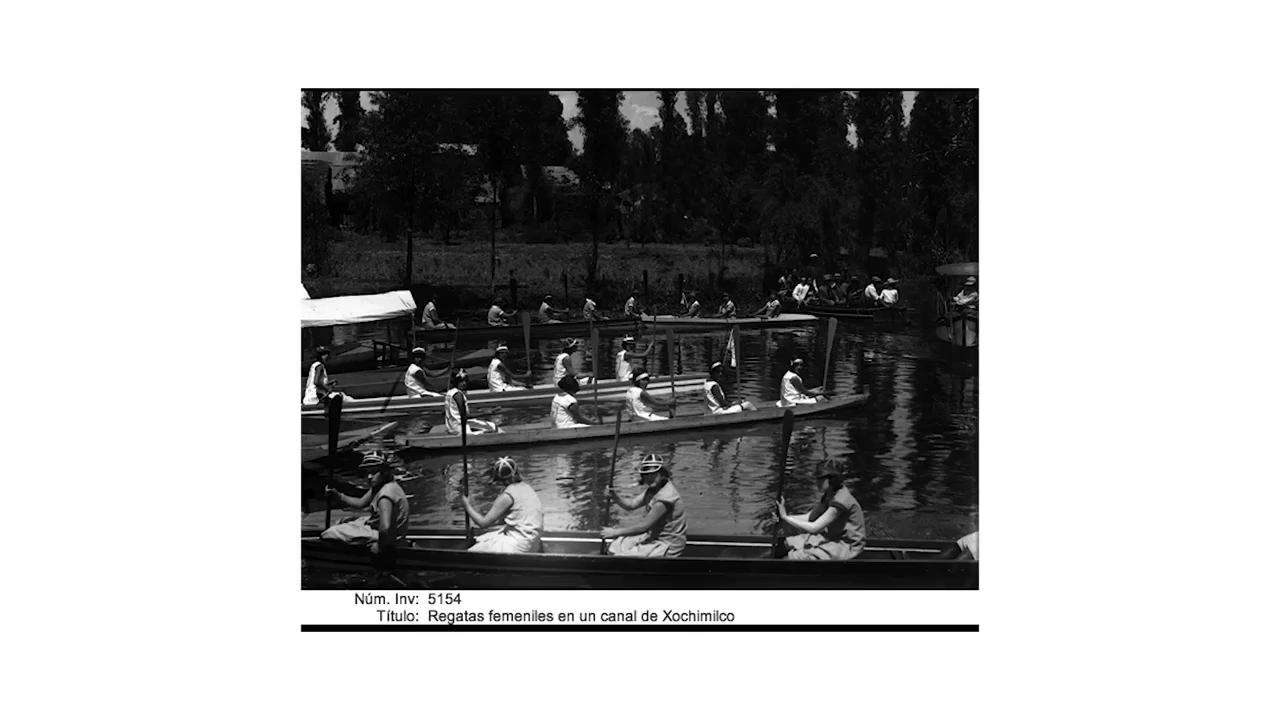 Núm. Inv: 5154
Título: Regatas femeniles en un canal de Xochimilco